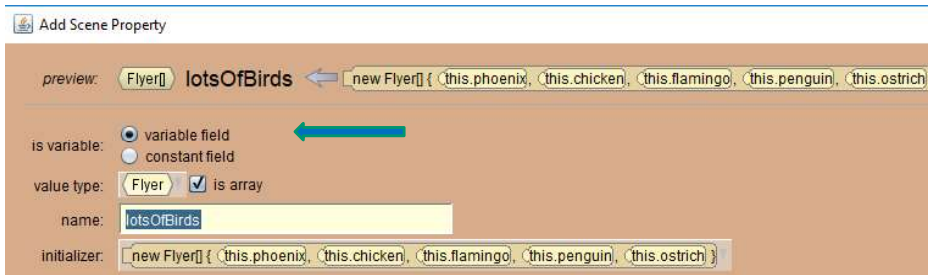 Add Scene Property
preview: Flyer[] lotsOfBirds new Flyer[] { this.phoenix, this.chicken, this.flamingo, this.penguin, this.ostrich
is variable: variable field
constant field
value type: Flyer is array
name: lotsOfBirds
initializer: new Flyer[] { this.phoenix, this.chicken, this.flamingo, this.penguin, this.ostrich }